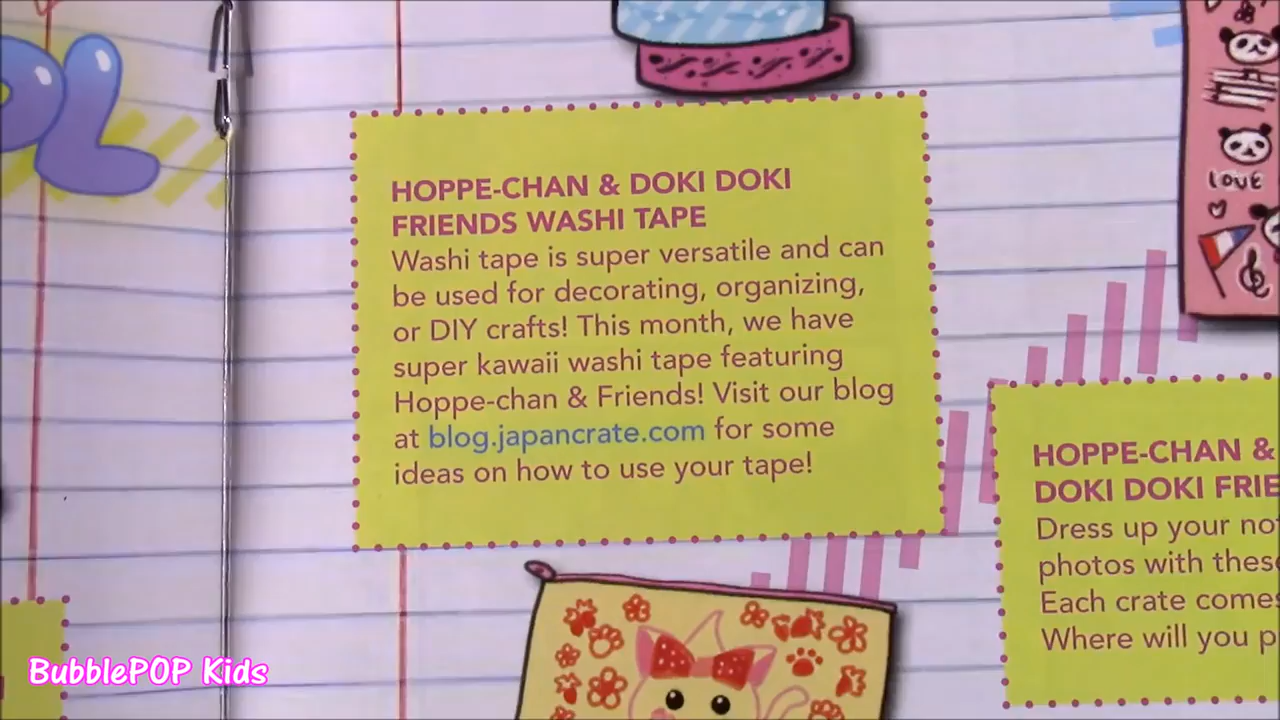 OL
HOPPE-CHAN & DOKI DOKI
FRIENDS WASHI TAPE
Washi tape is super versatile and can
be used for decorating, organizing,
or DIY crafts! This month, we have
super kawaii washi tape featuring
Hoppe-chan & Friends! Visit our blog
at blog.japancrate.com for some
ideas on how to use your tape!
LOVE
HOPPE-CHAN &
DOKI DOKI FRIE
Dress up your no
photos with these
Each crate comes
Where will you p
BubblePOP Kids